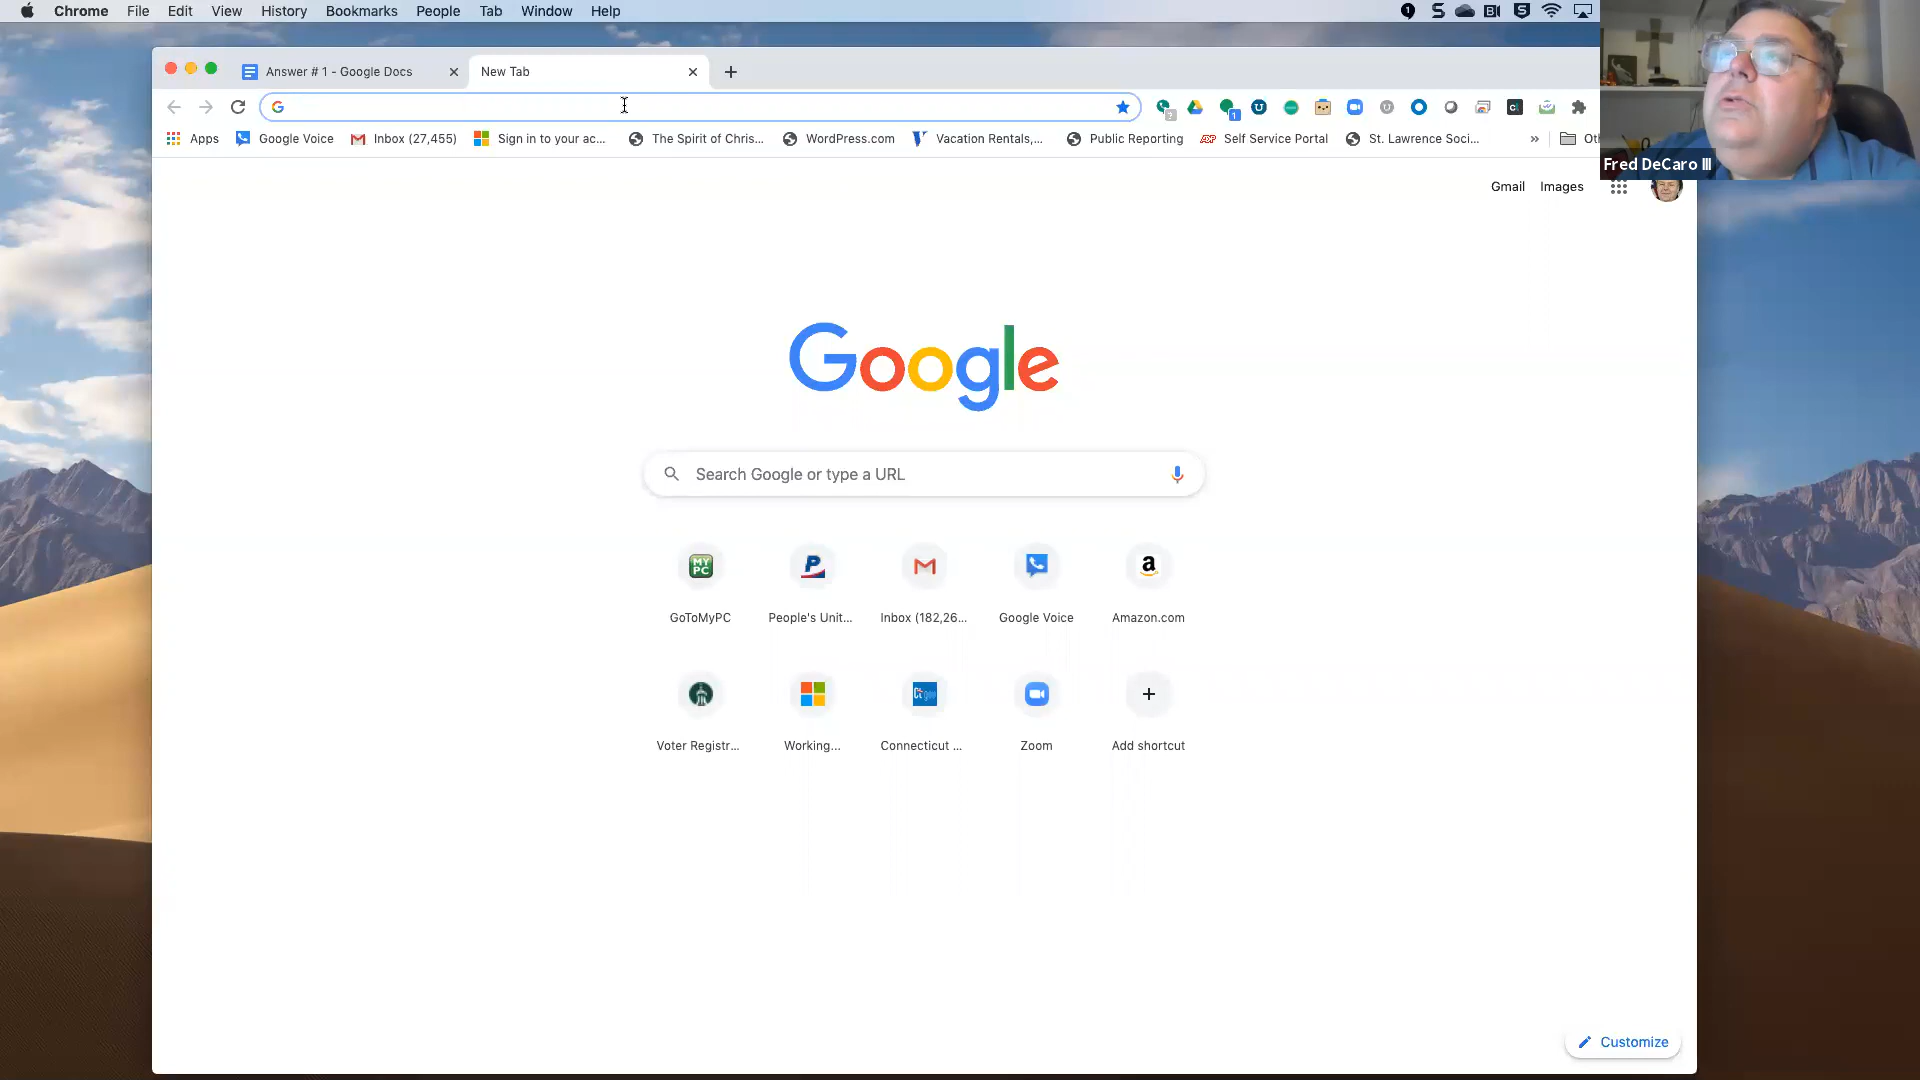 Chrome File Edit View History Bookmarks People Tab Window Help
Answer # 1 - Google Docs
New Tab
Apps
Google Voice
Inbox (27,455)
Sign in to your ac...
The Spirit of Chris...
WordPress.com
Vacation Rentals,...
Public Reporting
Self Service Portal
St. Lawrence Soci...
Fred DeCaro III
Gmail Images
Google
Search Google or type a URL
MY PC
GoToMyPC
People's Unit...
Inbox (182,26...
Google Voice
Amazon.com
Voter Registr...
Working...
Connecticut ...
Zoom
Add shortcut
Customize